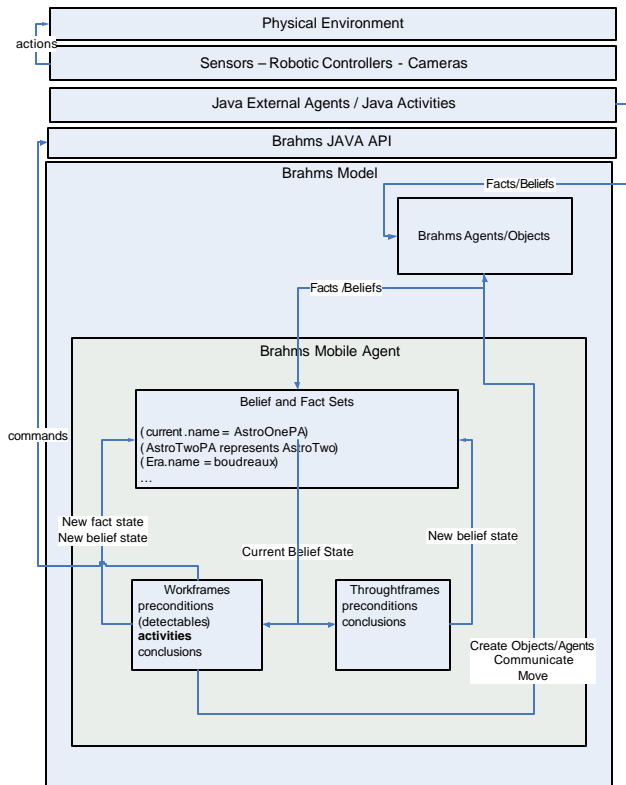 Physical Environment
actions
Sensors – Robotic Controllers - Cameras
Java External Agents / Java Activities
Brahms JAVA API
Brahms Model
Facts/Beliefs
Brahms Agents/Objects
Facts /Beliefs
Brahms Mobile Agent
Belief and Fact Sets
(current.name = AstroOnePA)
(AstroTwoPA represents AstroTwo)
(Era.name = boudreaux)
…
commands
New fact state
New belief state
Current Belief State
New belief state
Workframes
preconditions
(detectables)
activities
conclusions
Throughtframes
preconditions
conclusions
Create Objects/Agents
Communicate
Move